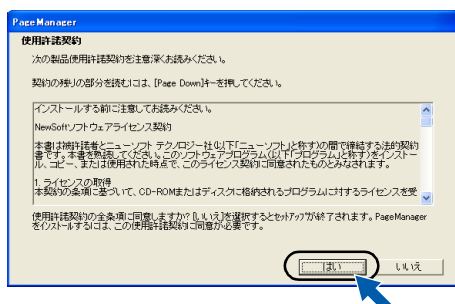 PageManager
使用許諾契約
次の製品使用許諾契約を注意深くお読みください。
契約の残りの部分を読むには、[Page Down]キーを押してください。
インストールする前に注意してお読みください。
NewSoftソフトウェアライセンス契約
本書は被許諾者とニューソフト テクノロジー社(以下「ニューソフト」と称す)の間で締結する法的契約
書です。本書を熟読してください。このソフトウェアプログラム(以下「プログラム」と称す)をインストー
ル、コピー、または使用された時点で、このライセンス契約に同意されたものとみなされます。
1. ライセンスの取得
本契約の条項に基づいて、CD-ROMまたはディスクに格納されるプログラムに対するライセンスを受
使用許諾契約の全条項に同意しますか?[いいえ]を選択するとセットアップが終了されます。PageManager
をインストールするには、この使用許諾契約に同意が必要です。
はい
いいえ